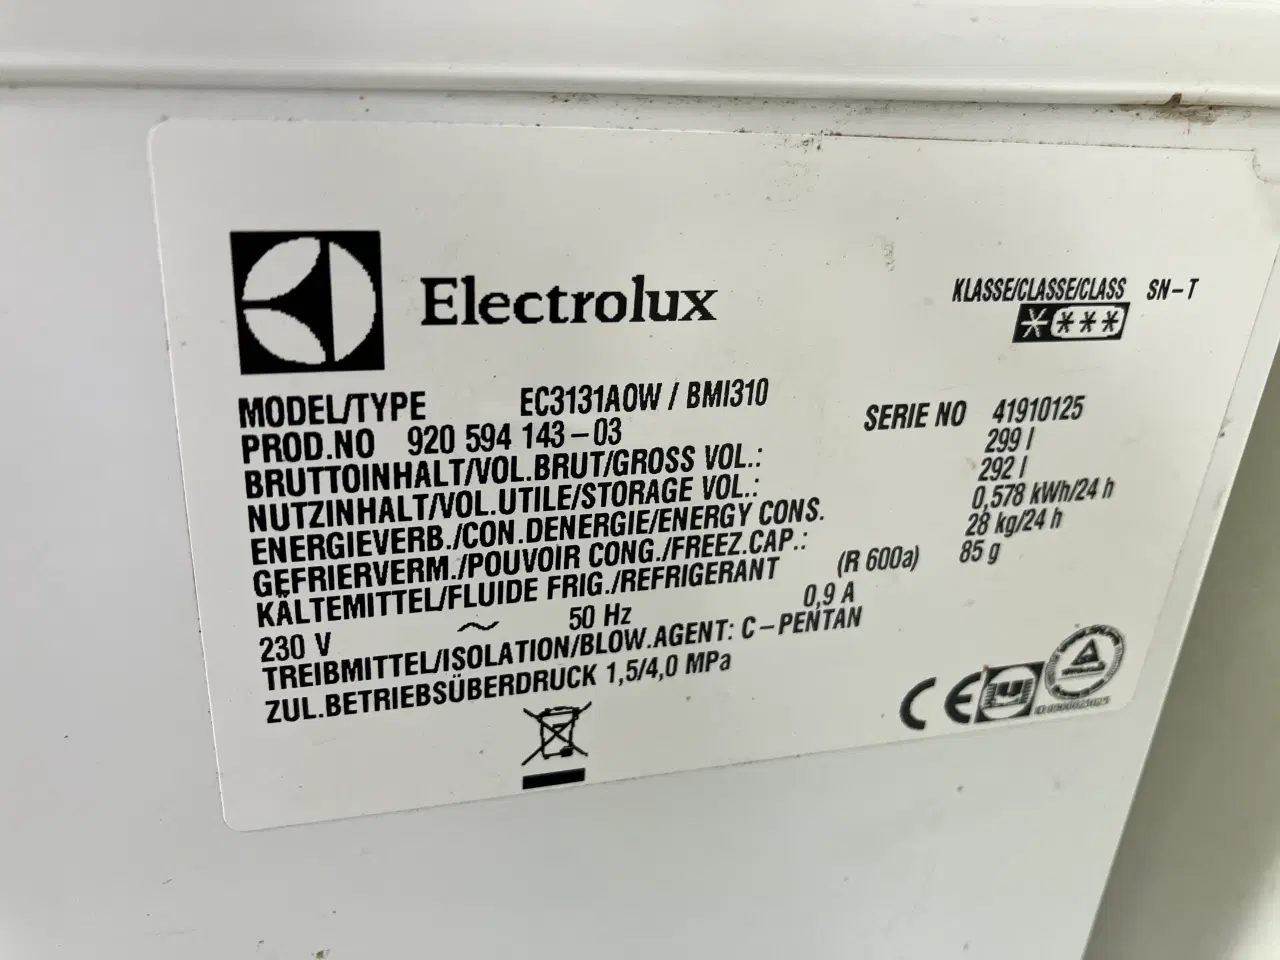 Electrolux
KLASSE/CLASSE/CLASS SN-T
MODEL/TYPE EC3131AOW / BMI310
PROD.NO 920 594 143-03
SERIE NO 41910125
BRUTTOINHALT/VOL.BRUT/GROSS VOL.: 299 l
NUTZINHALT/VOL.UTILE/STORAGE VOL.: 292 l
ENERGIEVERB./CON.DENERGIE/ENERGY CONS. 0,578 kWh/24 h
GEFRIERVERM./POUVOIR CONG./FREEZ.CAP.: 28 kg/24 h
KÄLTEMITTEL/FLUIDE FRIG./REFRIGERANT (R 600a) 85 g
230 V ~ 50 Hz 0,9 A
TREIBMITTEL/ISOLATION/BLOW.AGENT: C-PENTAN
ZUL.BETRIEBSÜBERDRUCK 1,5/4,0 MPa
CE